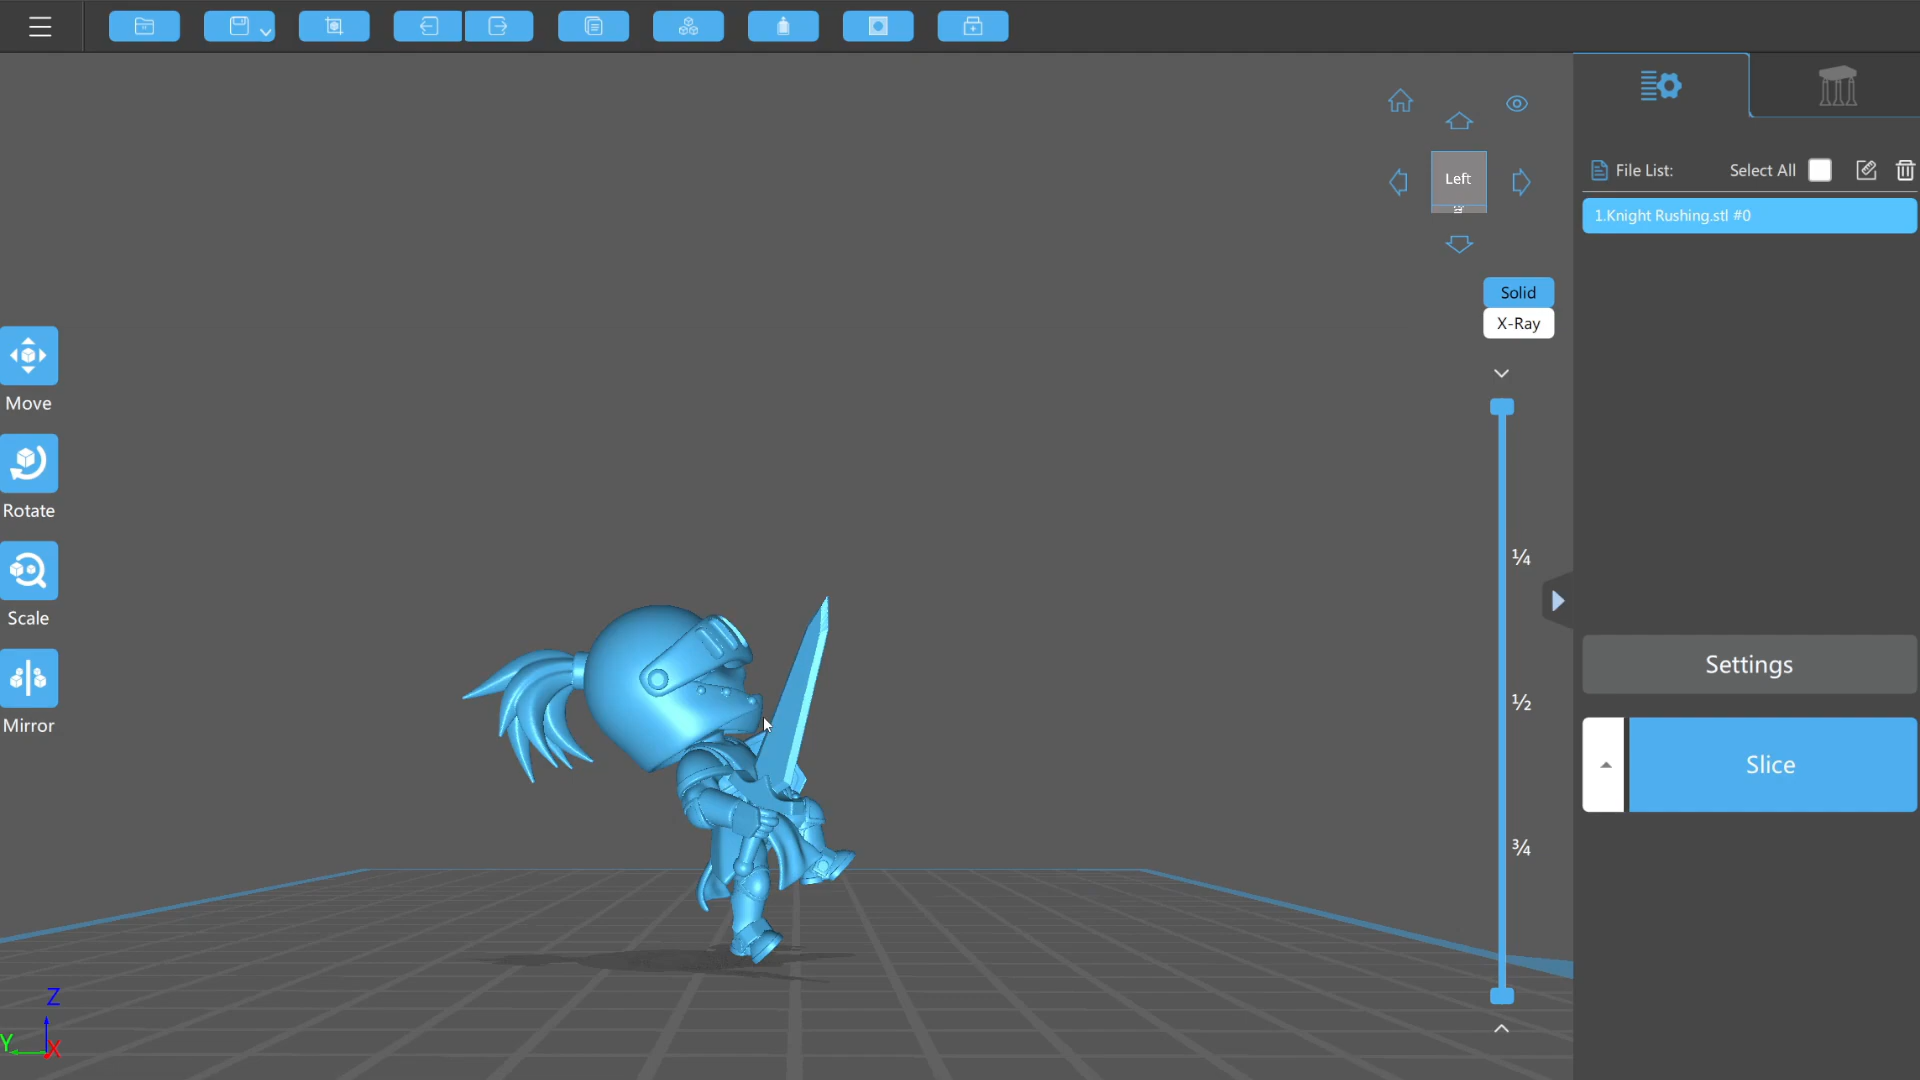 Left
File List:
Select All
1.Knight Rushing.stl #0
Solid
X-Ray
Move
Rotate
Scale
Mirror
¼
½
¾
Settings
Slice
Z
Y
X